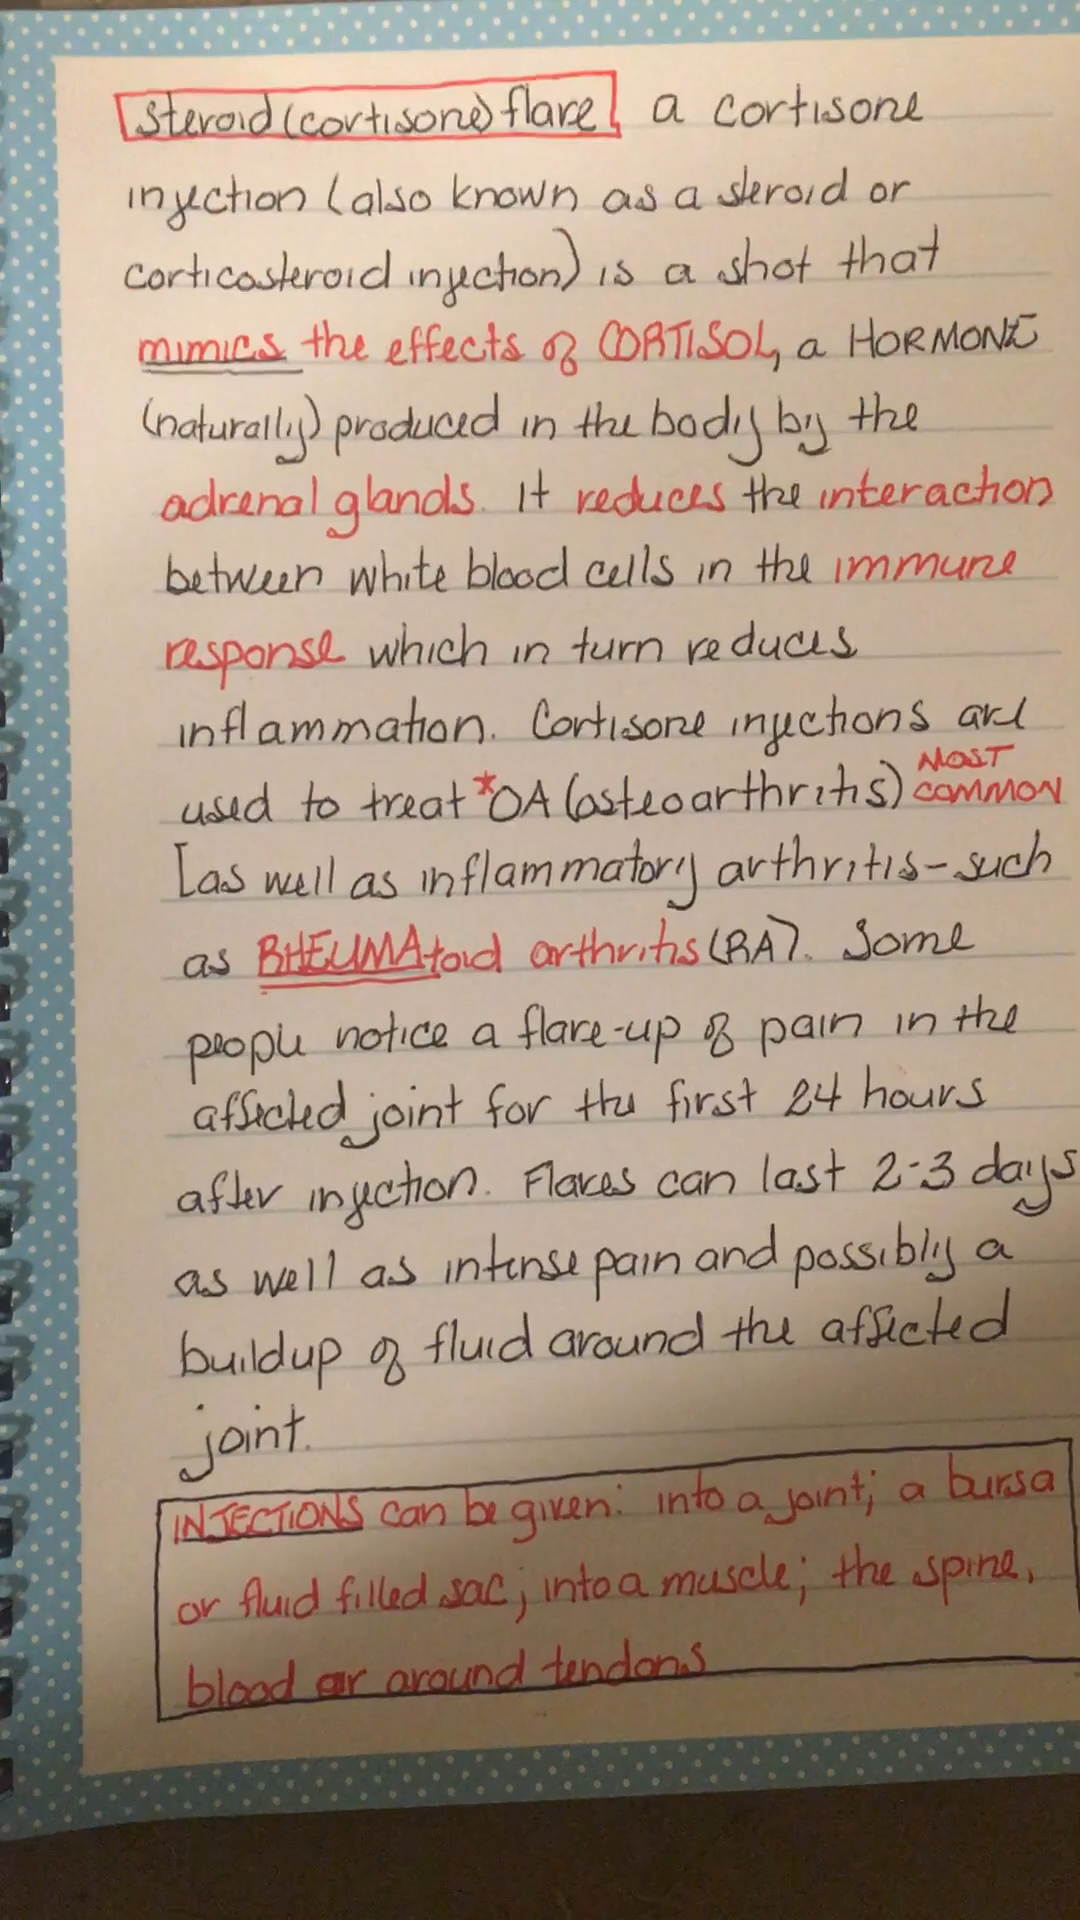 steroid (cortisone) flare, a cortisone
injection (also known as a steroid or
corticosteroid injection) is a shot that
mimics the effects of CORTISOL, a HORMONE
(naturally) produced in the body by the
adrenal glands. It reduces the interaction
between white blood cells in the immune
response which in turn reduces
inflammation. Cortisone injections are
used to treat *OA (osteoarthritis) MOST COMMON
[as well as inflammatory arthritis-such
as RHEUMAtoid arthritis (RA)]. Some
people notice a flare-up of pain in the
affected joint for the first 24 hours
after injection. Flares can last 2-3 days
as well as intense pain and possibly a
buildup of fluid around the affected
joint.
INJECTIONS can be given: into a joint; a bursa
or fluid filled sac; into a muscle; the spine,
blood or around tendons